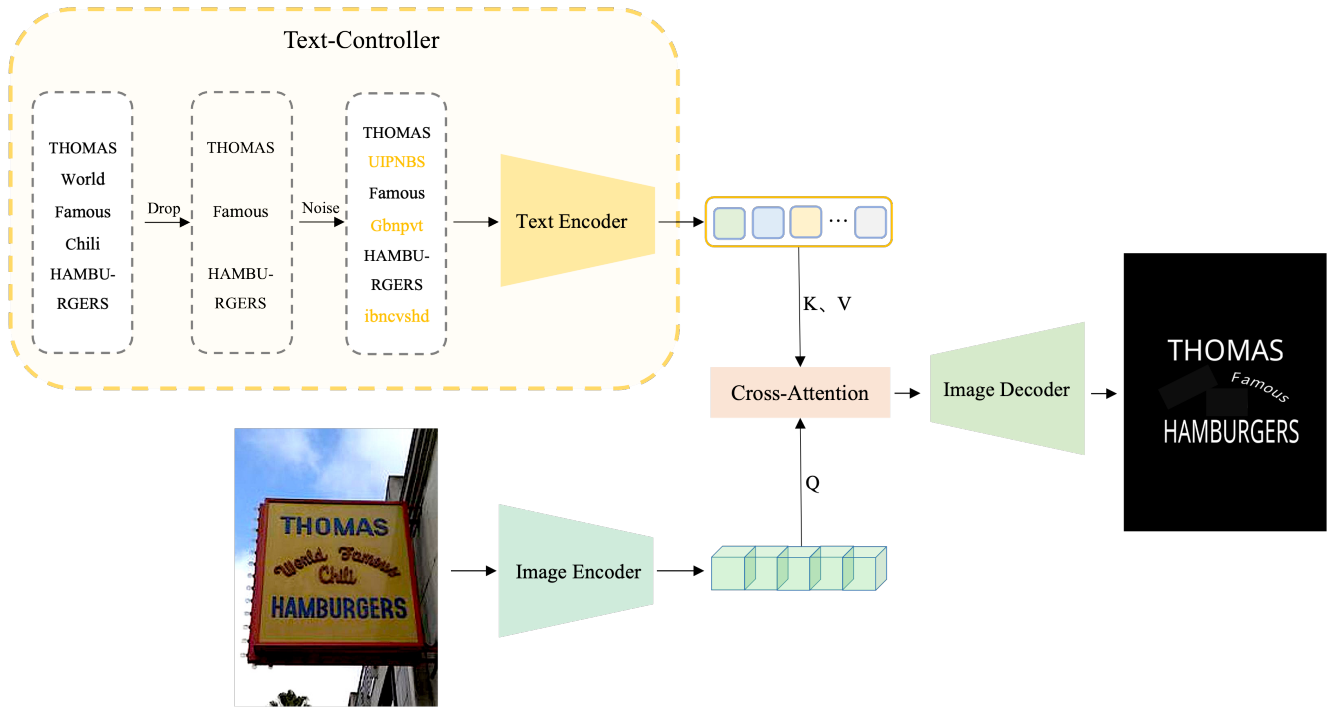 Text-Controller
THOMAS
World
Famous
Chili
HAMBU-
RGERS
Drop
THOMAS
Famous
HAMBU-
RGERS
Noise
THOMAS
UIPNBS
Famous
Gbnpvt
HAMBU-
RGERS
ibncvshd
Text Encoder
...
K、V
Cross-Attention
Image Decoder
THOMAS
Famous
HAMBURGERS
THOMAS
World Famous
Chili
HAMBURGERS
Image Encoder
Q